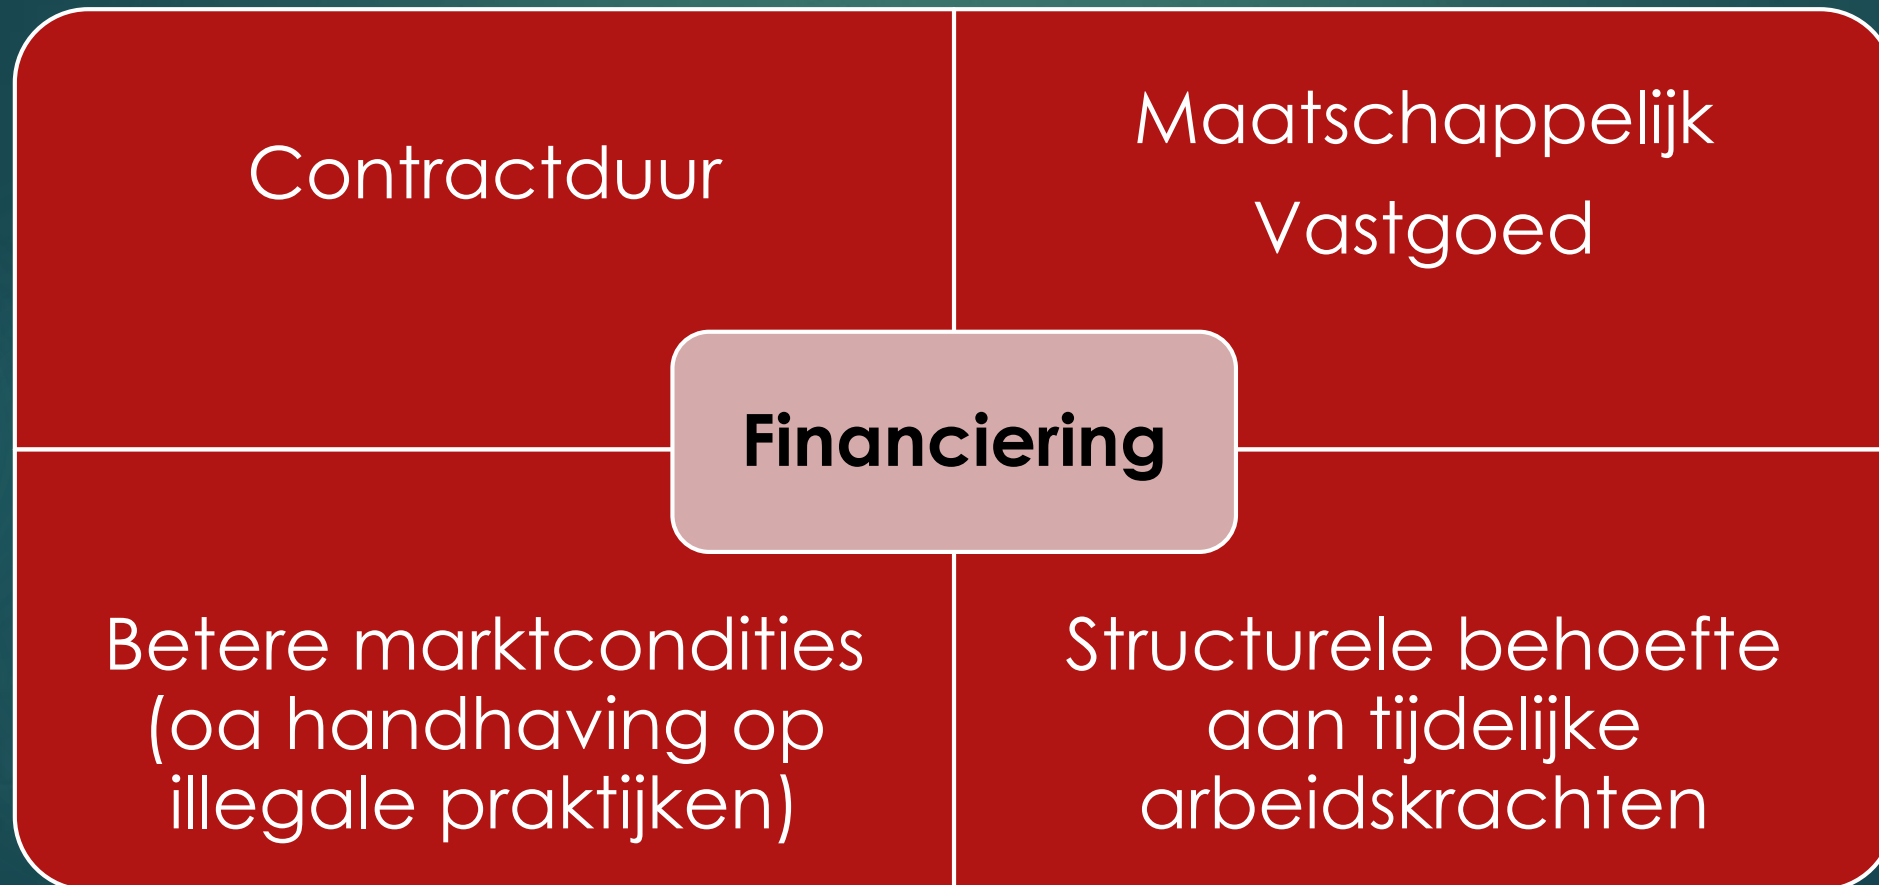 Contractduur
Maatschappelijk
Vastgoed
Financiering
Betere marktcondities
(oa handhaving op
illegale praktijken)
Structurele behoefte
aan tijdelijke
arbeidskrachten